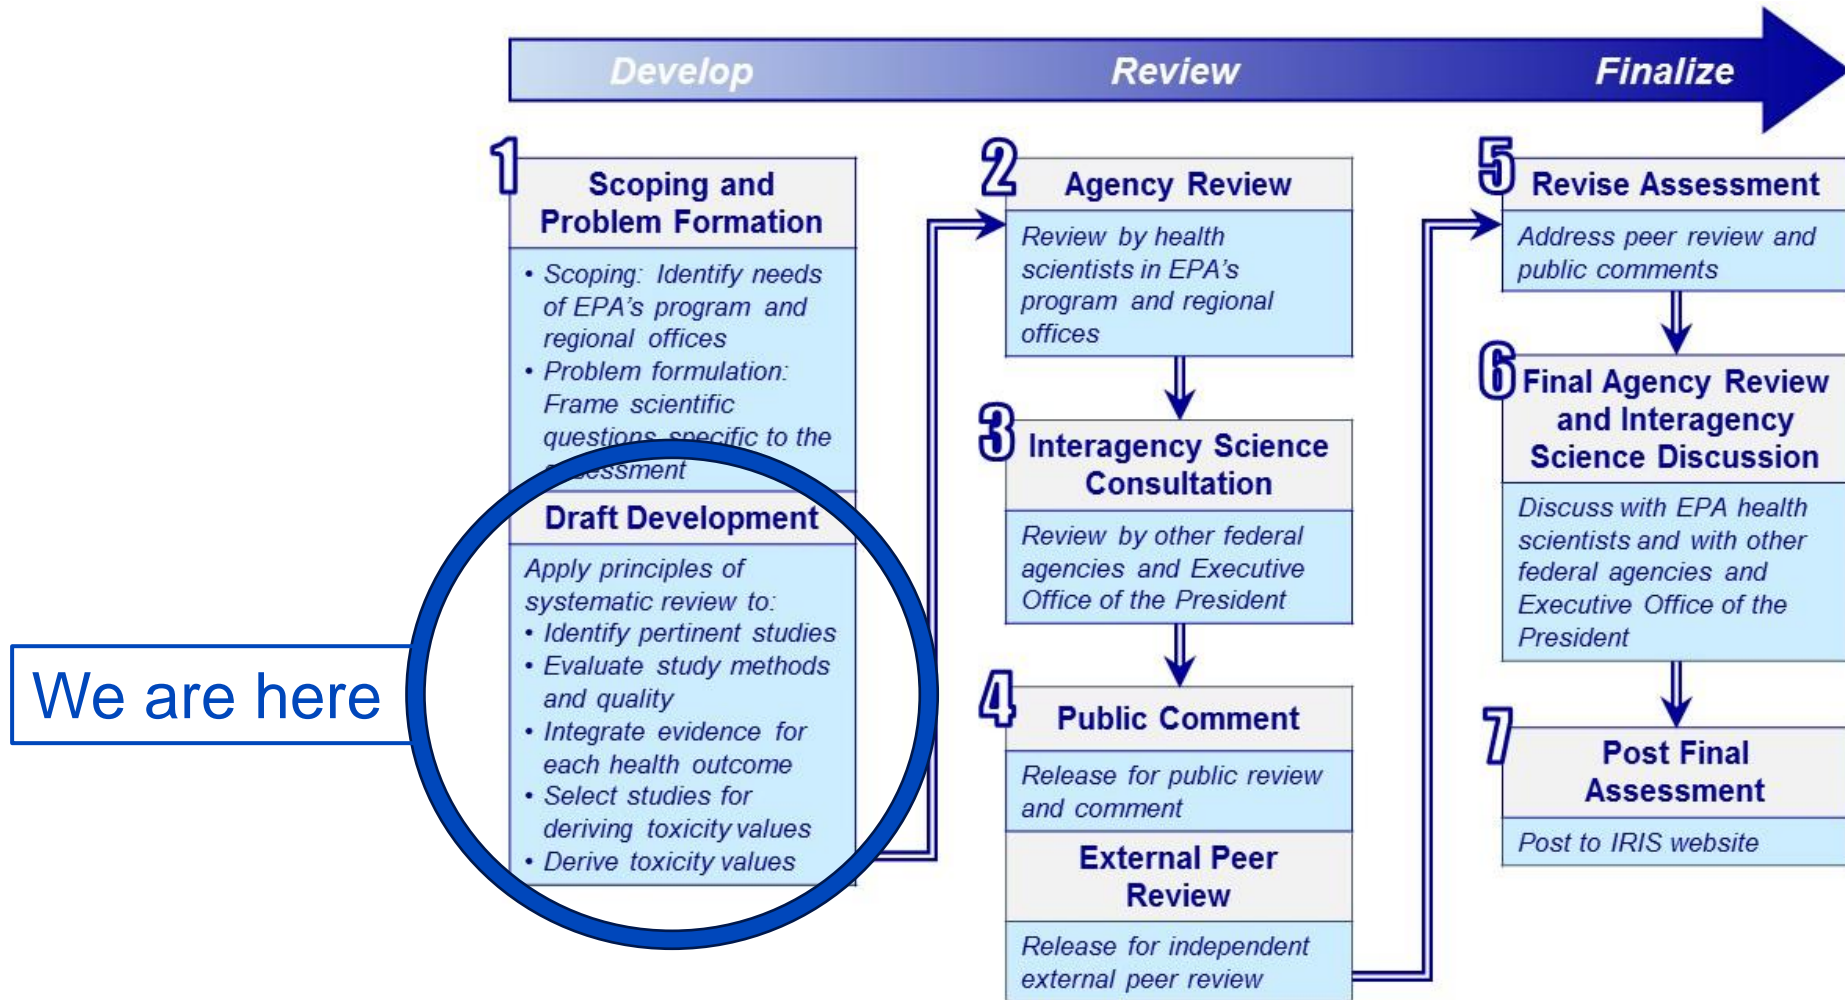 Develop
Review
Finalize
1
Scoping and
Problem Formation
• Scoping: Identify needs
of EPA's program and
regional offices
• Problem formulation:
Frame scientific
questions specific to the
assessment
Draft Development
Apply principles of
systematic review to:
• Identify pertinent studies
• Evaluate study methods
and quality
• Integrate evidence for
each health outcome
• Select studies for
deriving toxicity values
• Derive toxicity values
We are here
2
Agency Review
Review by health
scientists in EPA's
program and regional
offices
3
Interagency Science
Consultation
Review by other federal
agencies and Executive
Office of the President
4
Public Comment
Release for public review
and comment
External Peer
Review
Release for independent
external peer review
5
Revise Assessment
Address peer review and
public comments
6
Final Agency Review
and Interagency
Science Discussion
Discuss with EPA health
scientists and with other
federal agencies and
Executive Office of the
President
7
Post Final
Assessment
Post to IRIS website